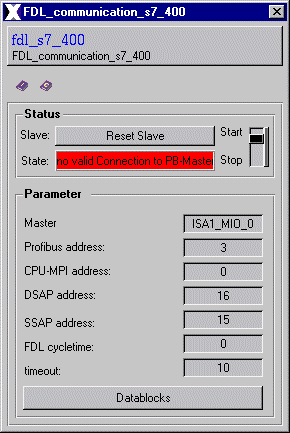 FDL_communication_s7_400
fdl_s7_400
FDL_communication_s7_400
Status
Slave: Reset Slave Start
State: no valid Connection to PB-Master Stop
Parameter
Master ISA1_MIO_0
Profibus address: 3
CPU-MPI address: 0
DSAP address: 16
SSAP address: 15
FDL cycletime: 0
timeout: 10
Datablocks